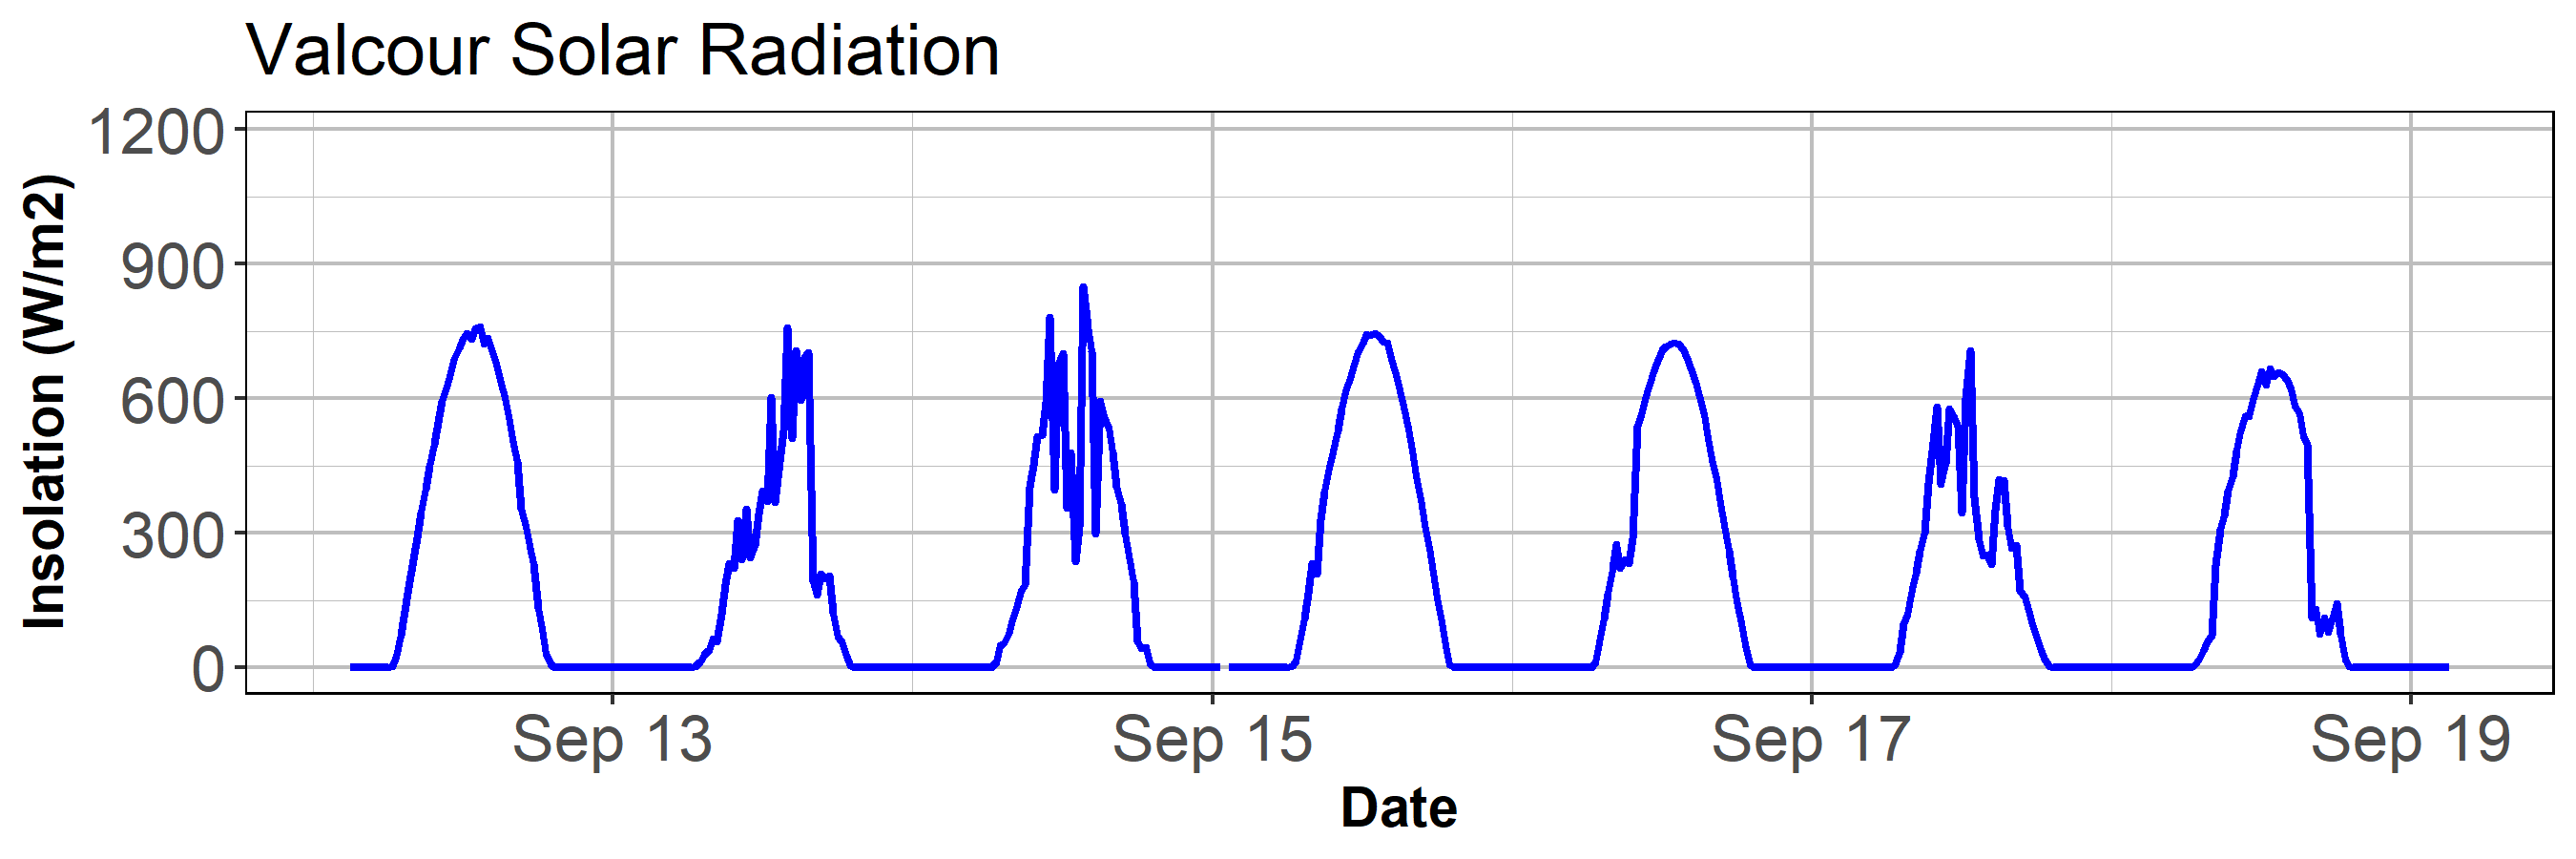 Valcour Solar Radiation
1200
900
600
300
0
Insolation (W/m2)
Sep 13
Sep 15
Sep 17
Sep 19
Date